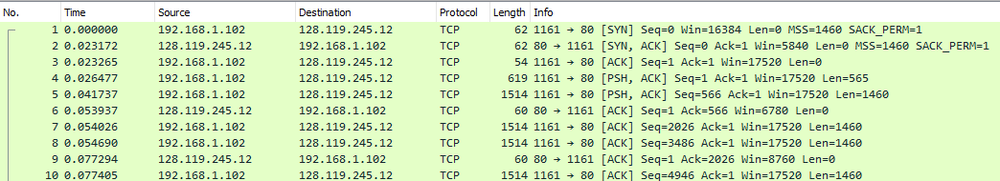 No. Time Source Destination Protocol Length Info
1 0.000000 192.168.1.102 128.119.245.12 TCP 62 1161 → 80 [SYN] Seq=0 Win=16384 Len=0 MSS=1460 SACK_PERM=1
2 0.023172 128.119.245.12 192.168.1.102 TCP 62 80 → 1161 [SYN, ACK] Seq=0 Ack=1 Win=5840 Len=0 MSS=1460 SACK_PERM=1
3 0.023265 192.168.1.102 128.119.245.12 TCP 54 1161 → 80 [ACK] Seq=1 Ack=1 Win=17520 Len=0
4 0.026477 192.168.1.102 128.119.245.12 TCP 619 1161 → 80 [PSH, ACK] Seq=1 Ack=1 Win=17520 Len=565
5 0.041737 192.168.1.102 128.119.245.12 TCP 1514 1161 → 80 [PSH, ACK] Seq=566 Ack=1 Win=17520 Len=1460
6 0.053937 128.119.245.12 192.168.1.102 TCP 60 80 → 1161 [ACK] Seq=1 Ack=566 Win=6780 Len=0
7 0.054026 192.168.1.102 128.119.245.12 TCP 1514 1161 → 80 [ACK] Seq=2026 Ack=1 Win=17520 Len=1460
8 0.054690 192.168.1.102 128.119.245.12 TCP 1514 1161 → 80 [ACK] Seq=3486 Ack=1 Win=17520 Len=1460
9 0.077294 128.119.245.12 192.168.1.102 TCP 60 80 → 1161 [ACK] Seq=1 Ack=2026 Win=8760 Len=0
10 0.077405 192.168.1.102 128.119.245.12 TCP 1514 1161 → 80 [ACK] Seq=4946 Ack=1 Win=17520 Len=1460